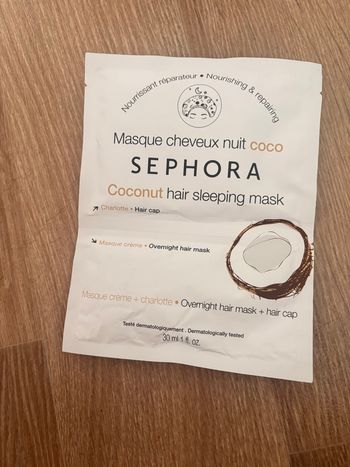 Nourrissant réparateur • Nourishing & repairing
Masque cheveux nuit coco
SEPHORA
Coconut hair sleeping mask
Charlotte • Hair cap
Masque crème • Overnight hair mask
Masque crème + charlotte • Overnight hair mask + hair cap
Testé dermatologiquement . Dermatologically tested
30 ml 1 fl. oz.